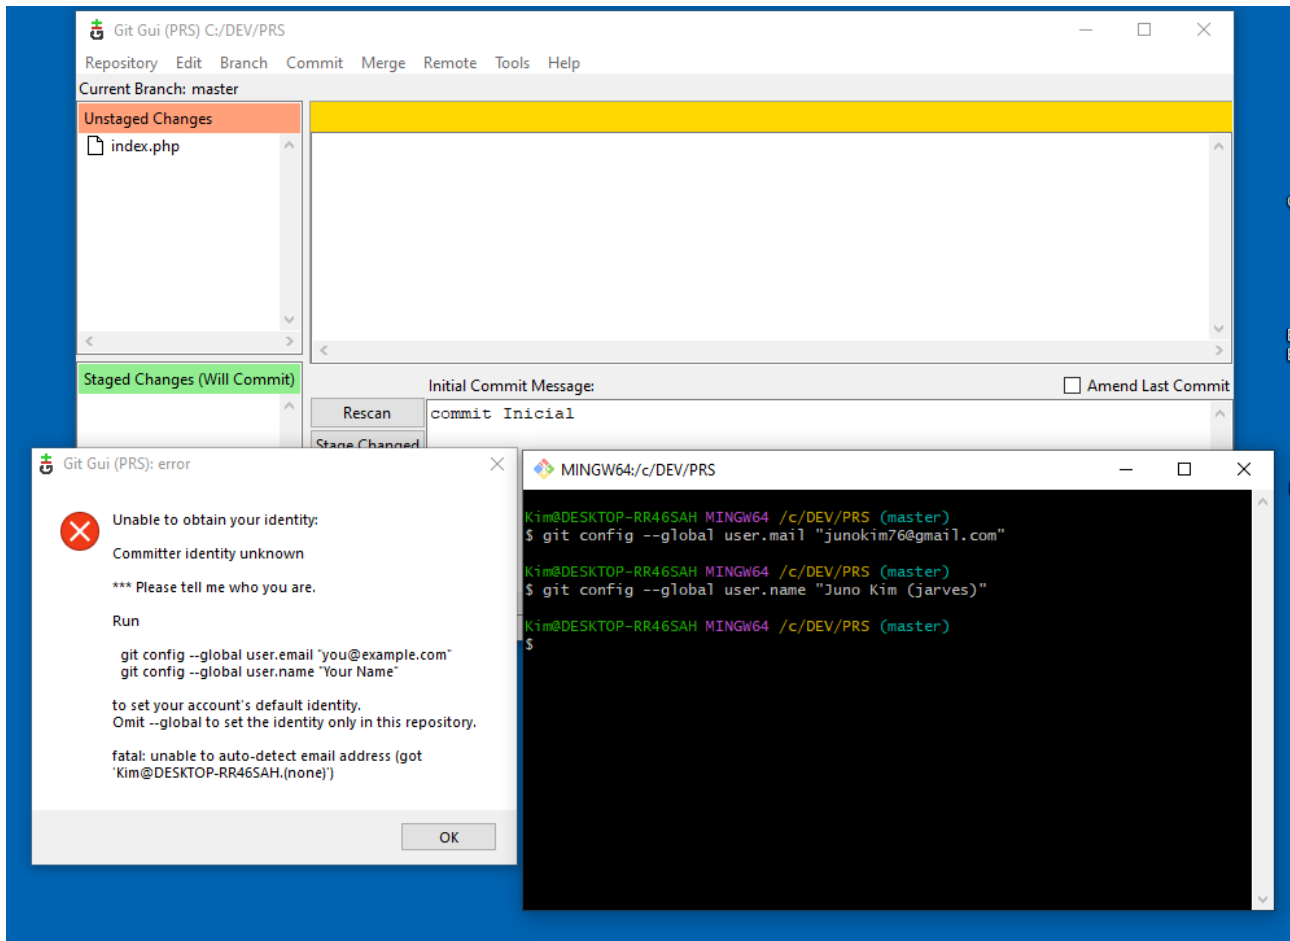 Git Gui (PRS) C:/DEV/PRS
Repository Edit Branch Commit Merge Remote Tools Help
Current Branch: master
Unstaged Changes
index.php
Staged Changes (Will Commit)
Initial Commit Message:
Amend Last Commit
Rescan
commit Inicial
Stage Changed
Git Gui (PRS): error
Unable to obtain your identity:
Committer identity unknown
*** Please tell me who you are.
Run
git config --global user.email "you@example.com"
git config --global user.name "Your Name"
to set your account's default identity.
Omit --global to set the identity only in this repository.
fatal: unable to auto-detect email address (got
'Kim@DESKTOP-RR46SAH.(none)')
OK
MINGW64:/c/DEV/PRS
Kim@DESKTOP-RR46SAH MINGW64 /c/DEV/PRS (master)
$ git config --global user.mail "junokim76@gmail.com"
Kim@DESKTOP-RR46SAH MINGW64 /c/DEV/PRS (master)
$ git config --global user.name "Juno Kim (jarves)"
Kim@DESKTOP-RR46SAH MINGW64 /c/DEV/PRS (master)
$